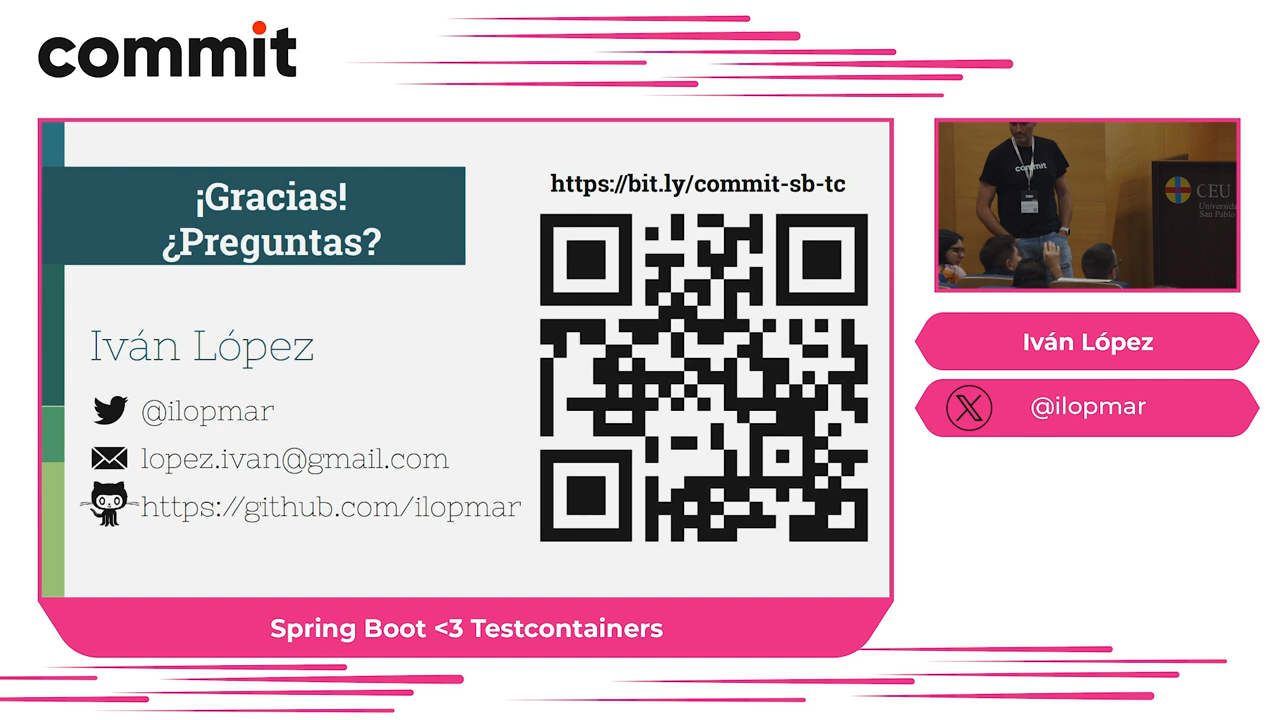 commit
¡Gracias!
¿Preguntas?
https://bit.ly/commit-sb-tc
Iván López
@ilopmar
lopez.ivan@gmail.com
https://github.com/ilopmar
Spring Boot <3 Testcontainers
commit
CEU
Universidad
San Pablo
Iván López
@ilopmar